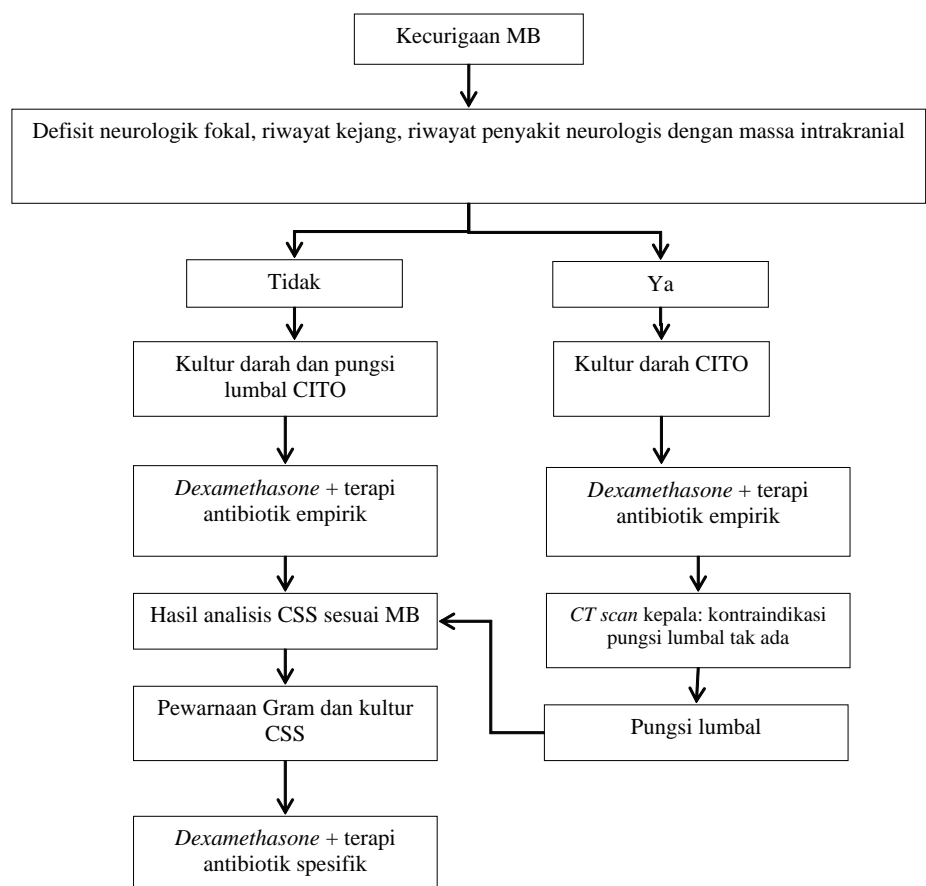 Kecurigaan MB
Defisit neurologik fokal, riwayat kejang, riwayat penyakit neurologis dengan massa intrakranial
Tidak
Ya
Kultur darah dan pungsi
lumbal CITO
Kultur darah CITO
Dexamethasone + terapi
antibiotik empirik
Dexamethasone + terapi
antibiotik empirik
Hasil analisis CSS sesuai MB
CT scan kepala: kontraindikasi
pungsi lumbal tak ada
Pewarnaan Gram dan kultur
CSS
Pungsi lumbal
Dexamethasone + terapi
antibiotik spesifik